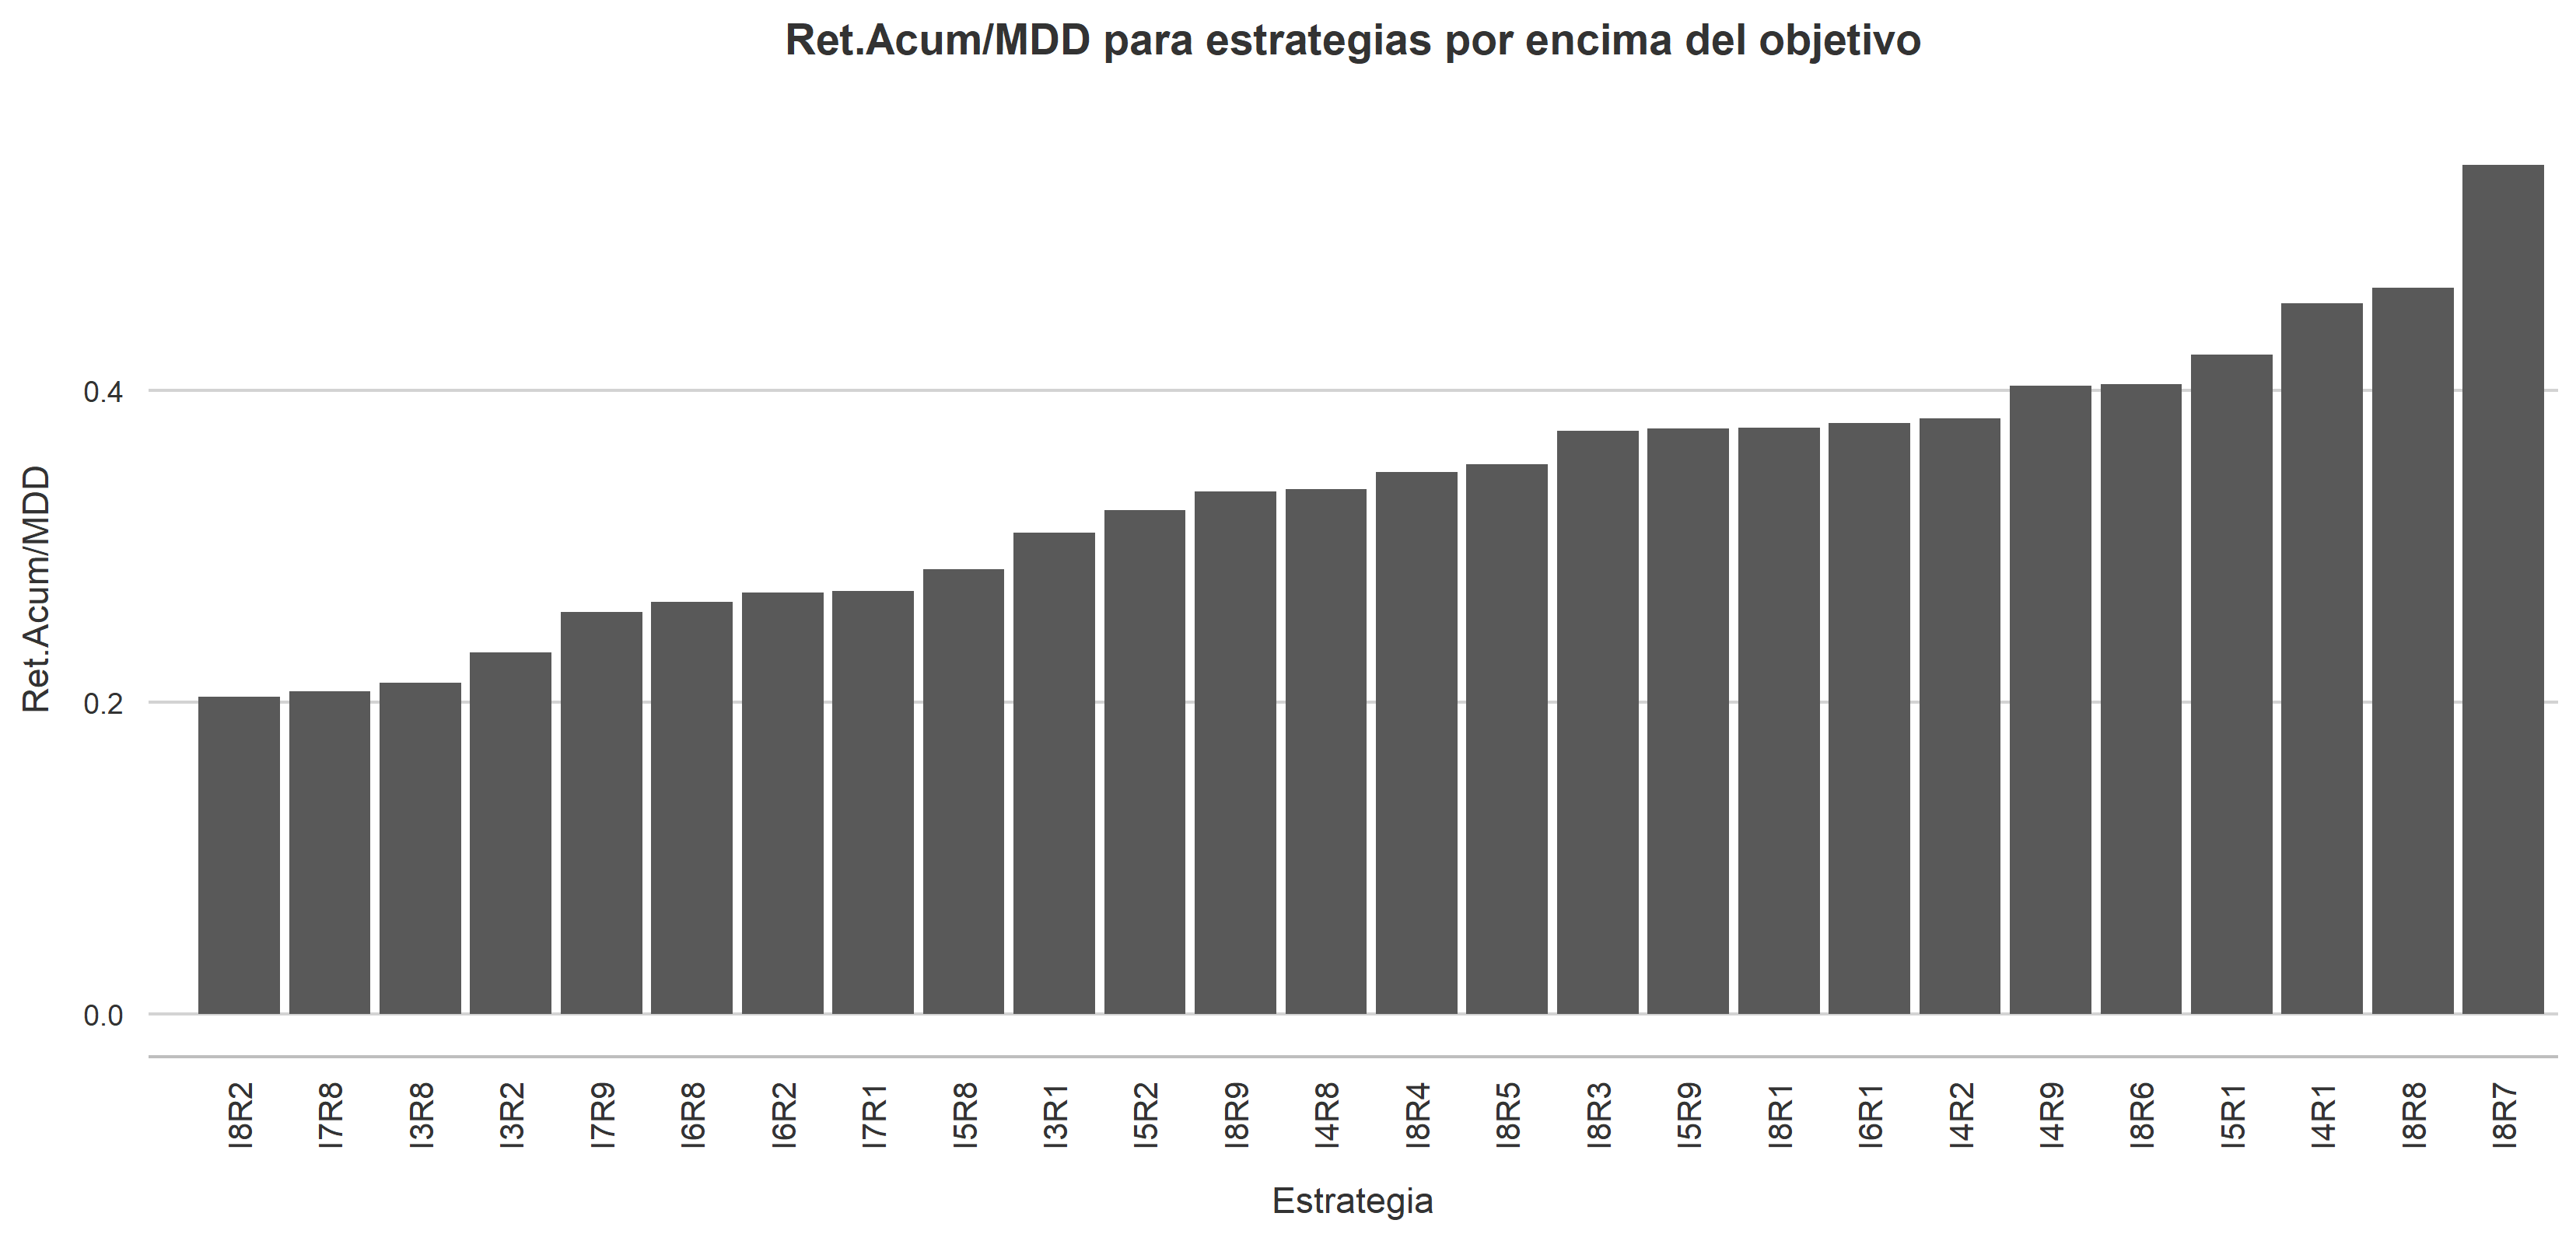 Ret.Acum/MDD para estrategias por encima del objetivo
Ret.Acum/MDD
0.4
0.2
0.0
I8R2 I7R8 I3R8 I3R2 I7R9 I6R8 I6R2 I7R1 I5R8 I3R1 I5R2 I8R9 I4R8 I8R4 I8R5 I8R3 I5R9 I8R1 I6R1 I4R2 I4R9 I8R6 I5R1 I4R1 I8R8 I8R7
Estrategia